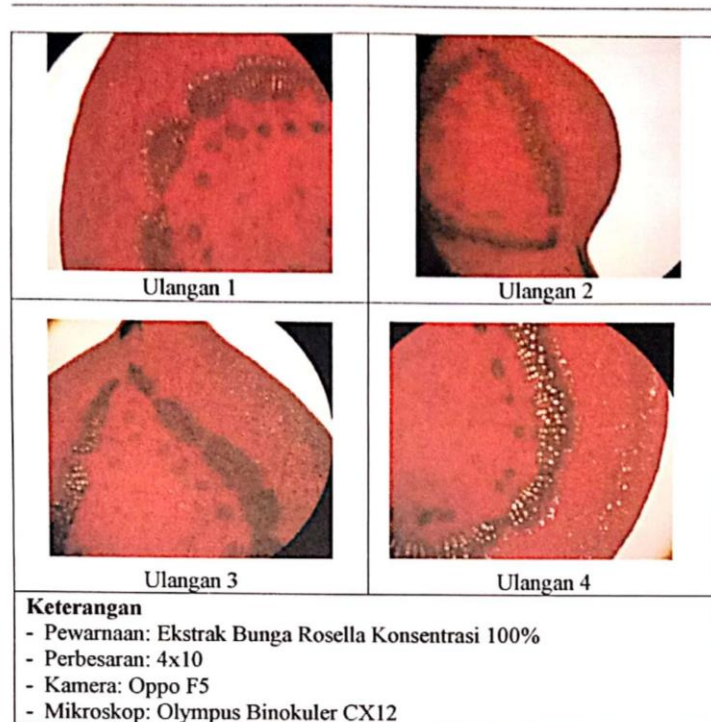 Ulangan 1
Ulangan 2
Ulangan 3
Ulangan 4
Keterangan
- Pewarnaan: Ekstrak Bunga Rosella Konsentrasi 100%
- Perbesaran: 4x10
- Kamera: Oppo F5
- Mikroskop: Olympus Binokuler CX12